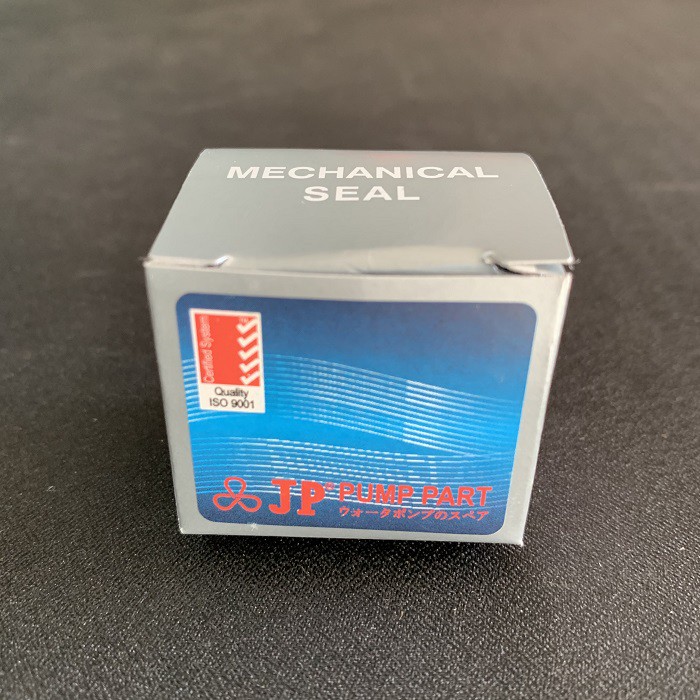 MECHANICAL
SEAL
Certified System
Quality
ISO 9001
JP® PUMP PART
ウォータポンプのスペア